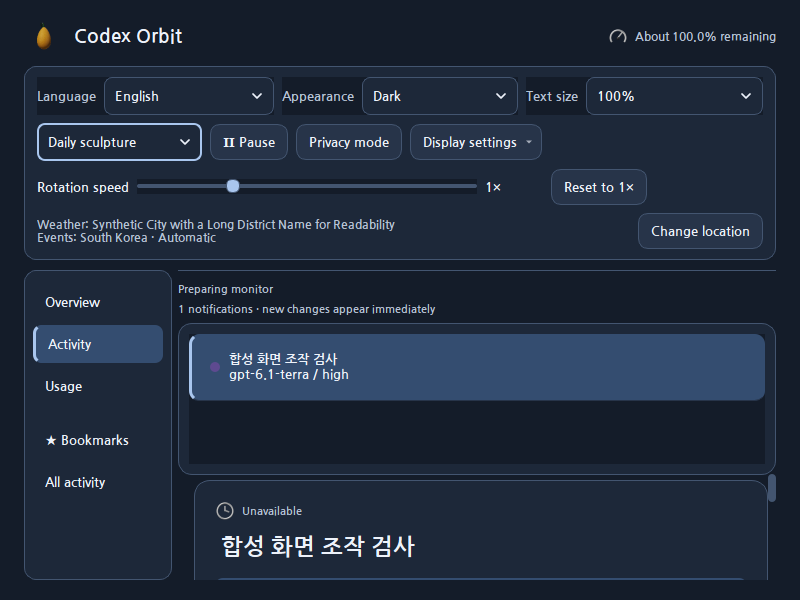 Codex Orbit
About 100.0% remaining
Language English Appearance Dark Text size 100%
Daily sculpture Pause Privacy mode Display settings
Rotation speed 1× Reset to 1×
Weather: Synthetic City with a Long District Name for Readability
Events: South Korea · Automatic
Change location
Overview
Activity
Usage
★ Bookmarks
All activity
Preparing monitor
1 notifications · new changes appear immediately
합성 화면 조작 검사
gpt-6.1-terra / high
Unavailable
합성 화면 조작 검사